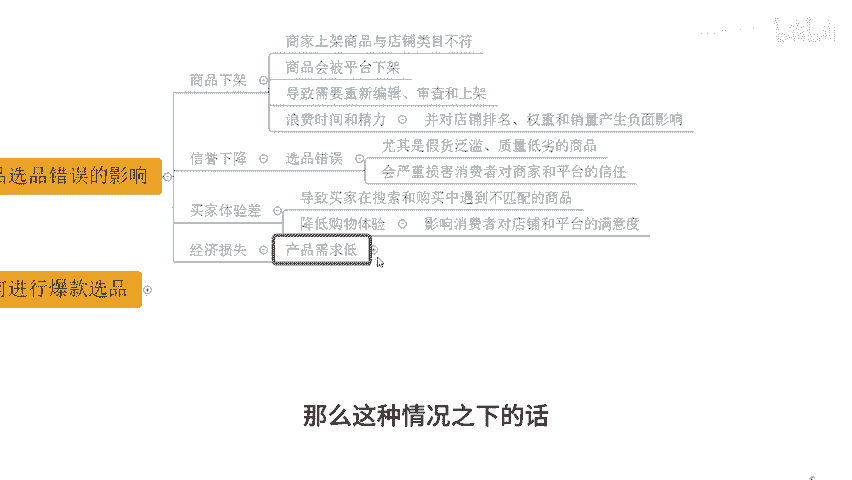 商家上架商品与店铺类目不符
商品会被平台下架
商品下架
导致需要重新编辑、审查和上架
浪费时间和精力 并对店铺排名、权重和销量产生负面影响
尤其是假货泛滥、质量低劣的商品
信誉下降 选品错误
会严重损害消费者对商家和平台的信任
品选品错误的影响
导致买家在搜索和购买中遇到不匹配的商品
买家体验差
降低购物体验 影响消费者对店铺和平台的满意度
经济损失 产品需求低
何进行爆款选品
那么这种情况之下的话